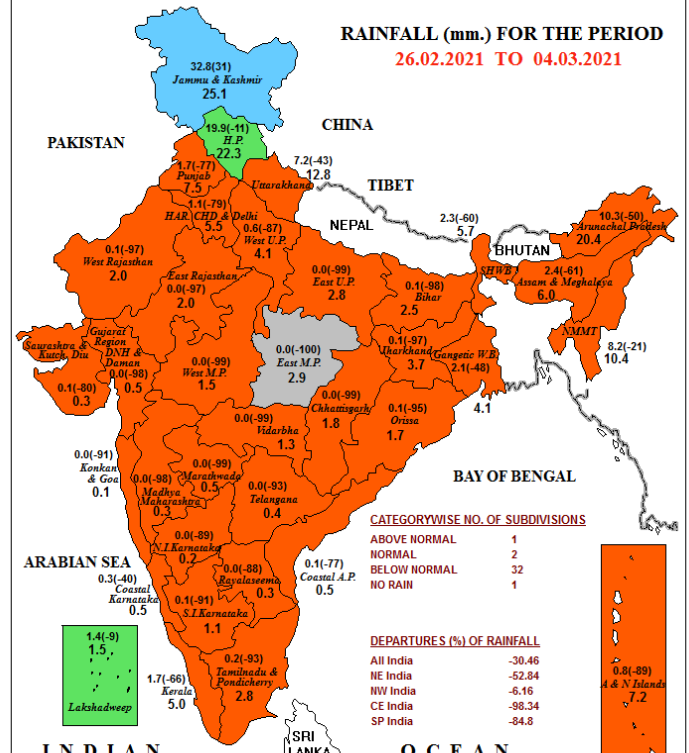 RAINFALL (mm.) FOR THE PERIOD
26.02.2021 TO 04.03.2021
32.8(31)
Jammu & Kashmir
25.1
CHINA
19.9(-11)
H.P.
22.3
PAKISTAN
1.7(-77)
Punjab
7.5
7.2(-43)
Uttarakhand
12.8
TIBET
1.1(-79)
HAR. CHD & Delhi
5.5
0.6(-87)
West U.P.
4.1
NEPAL
2.3(-60)
5.7
SHWB
BHUTAN
10.3(-50)
Arunachal Pradesh
20.4
0.1(-97)
West Rajasthan
2.0
East Rajasthan
0.0(-97)
2.0
0.0(-99)
East U.P.
2.8
0.1(-98)
Bihar
2.5
2.4(-61)
Assam & Meghalaya
6.0
NMMT
8.2(-21)
10.4
Saurashtra &
Kutch, Diu
0.1(-80)
0.3
Gujarat
Region
DNH &
Daman
0.0(-98)
0.5
0.0(-99)
West M.P.
1.5
0.0(-100)
East M.P.
2.9
0.1(-97)
Jharkhand
3.7
Gangetic W.B.
2.1(-48)
4.1
0.0(-99)
Chhattisgarh
1.8
0.1(-95)
Orissa
1.7
0.0(-99)
Vidarbha
1.3
0.0(-91)
Konkan
& Goa
0.1
0.0(-98)
Madhya
Maharashtra
0.3
0.0(-99)
Marathwada
0.5
0.0(-93)
Telangana
0.4
BAY OF BENGAL
CATEGORYWISE NO. OF SUBDIVISIONS
ABOVE NORMAL 1
NORMAL 2
BELOW NORMAL 32
NO RAIN 1
ARABIAN SEA
0.0(-89)
N.I.Karnataka
0.2
0.0(-88)
Rayalaseema
0.3
0.1(-77)
Coastal A.P.
0.5
0.3(-40)
Coastal
Karnataka
0.5
0.1(-91)
S.I.Karnataka
1.1
DEPARTURES (%) OF RAINFALL
All India -30.46
NE India -52.84
NW India -6.16
CE India -98.34
SP India -84.8
1.4(-9)
1.5
Lakshadweep
1.7(-66)
Kerala
5.0
0.2(-93)
Tamilnadu &
Pondicherry
2.8
0.8(-89)
A & N Islands
7.2
SRI
LANKA
INDIAN OCEAN